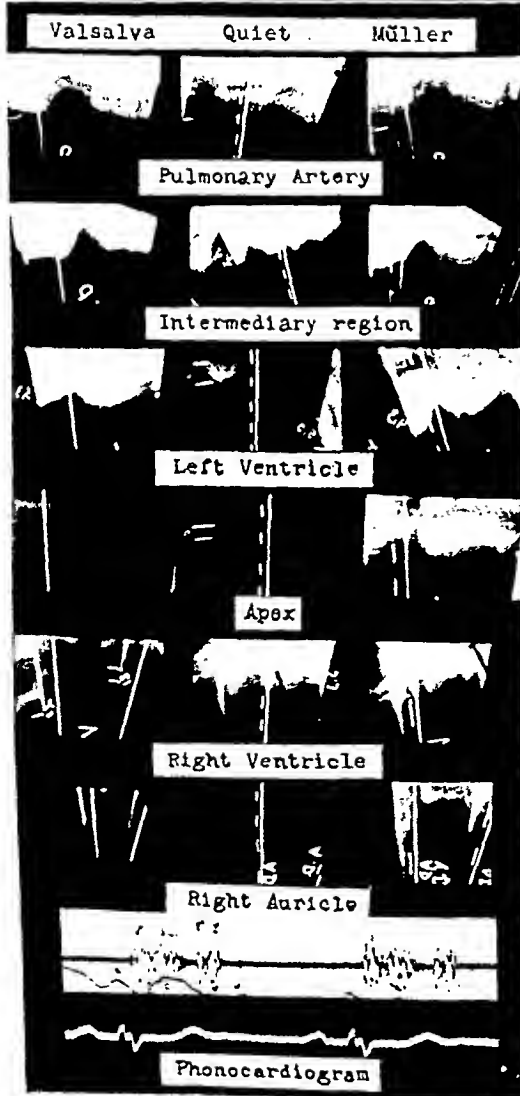 Valsalva Quiet Müller
Pulmonary Artery
Intermediary region
Left Ventricle
Apex
Right Ventricle
Right Auricle
Phonocardiogram